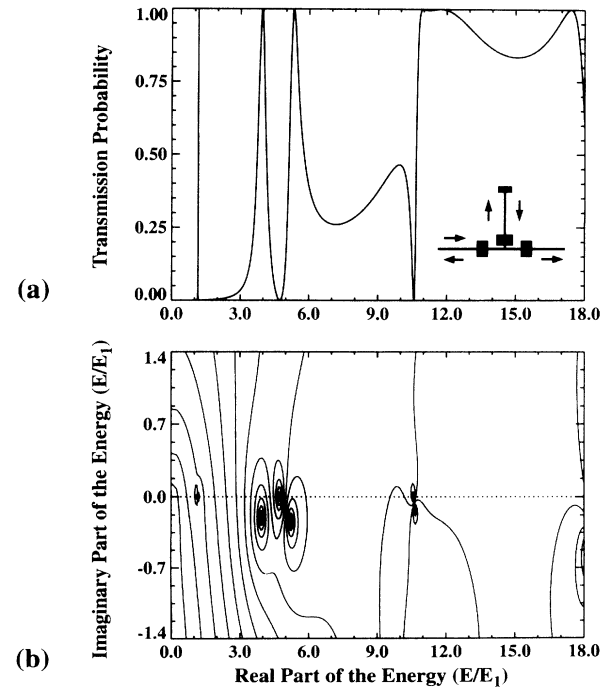 (a)
Transmission Probability
1.00
0.75
0.50
0.25
0.00
0.0 3.0 6.0 9.0 12.0 15.0 18.0
(b)
Imaginary Part of the Energy (E/E1)
1.4
0.7
0.0
-0.7
-1.4
0.0 3.0 6.0 9.0 12.0 15.0 18.0
Real Part of the Energy (E/E1)